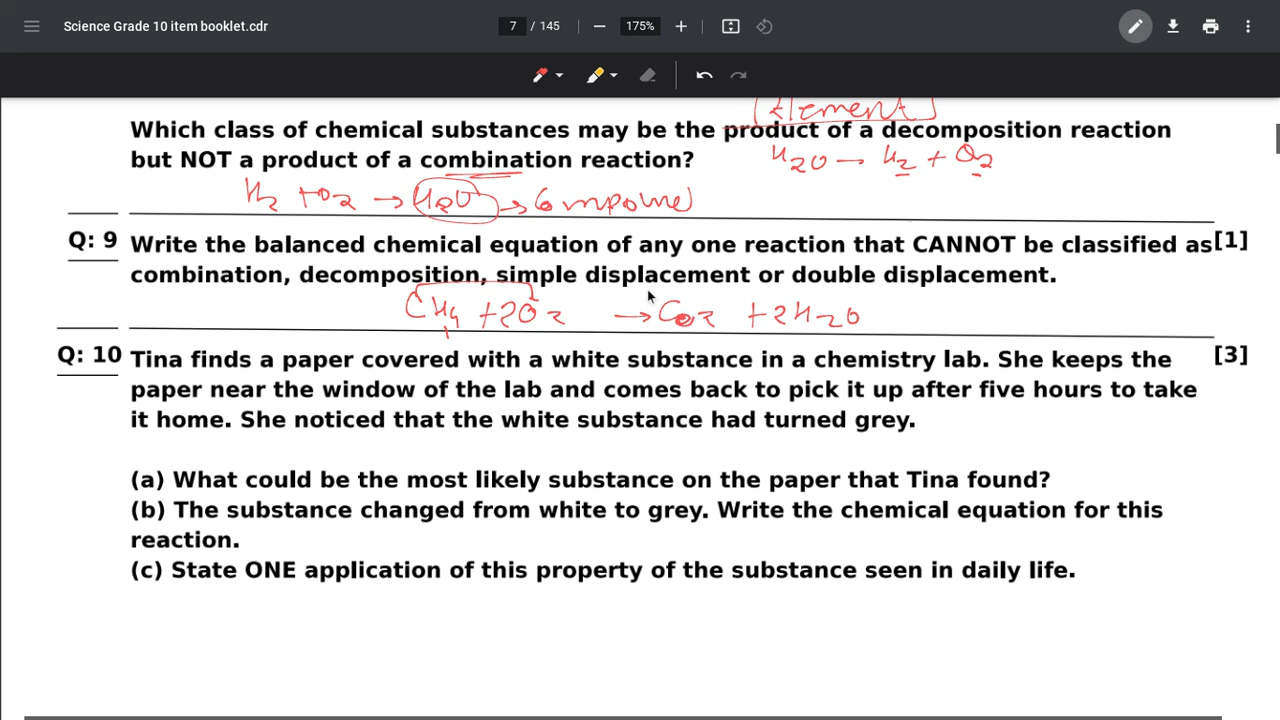 Science Grade 10 item booklet.cdr 7 / 145 175%
[Element]
Which class of chemical substances may be the product of a decomposition reaction
but NOT a product of a combination reaction?
H2O → H2 + O2
H2 + O2 → H2O → Compound
Q: 9 Write the balanced chemical equation of any one reaction that CANNOT be classified as [1]
combination, decomposition, simple displacement or double displacement.
CH4 + 2O2 → CO2 + 2H2O
Q: 10 Tina finds a paper covered with a white substance in a chemistry lab. She keeps the [3]
paper near the window of the lab and comes back to pick it up after five hours to take
it home. She noticed that the white substance had turned grey.
(a) What could be the most likely substance on the paper that Tina found?
(b) The substance changed from white to grey. Write the chemical equation for this
reaction.
(c) State ONE application of this property of the substance seen in daily life.